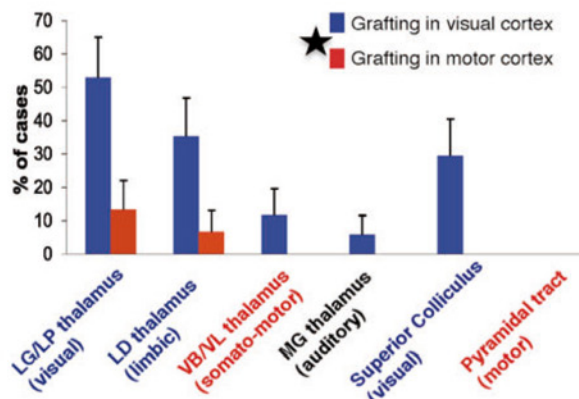 70
60
50
40
30
20
10
0
% of cases
Grafting in visual cortex
Grafting in motor cortex
LG/LP thalamus
(visual)
LD thalamus
(limbic)
VB/VL thalamus
(somato-motor)
MG thalamus
(auditory)
Superior Colliculus
(visual)
Pyramidal tract
(motor)